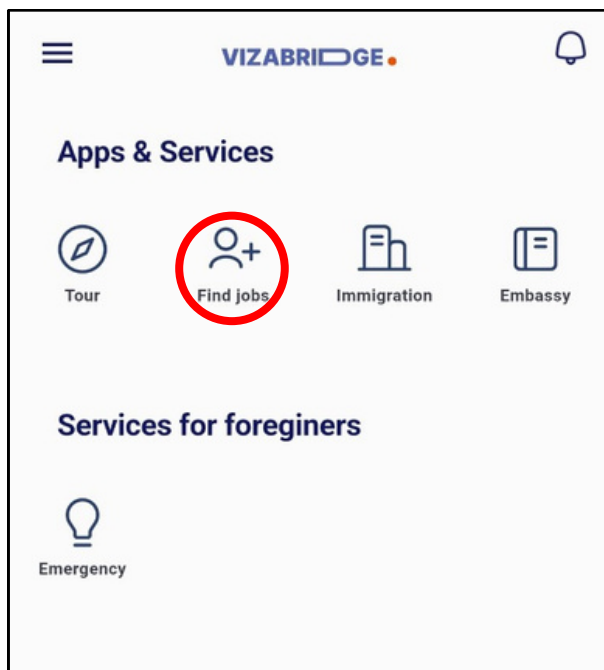 VIZABRIDGE.
Apps & Services
Tour Find jobs Immigration Embassy
Services for foreginers
Emergency